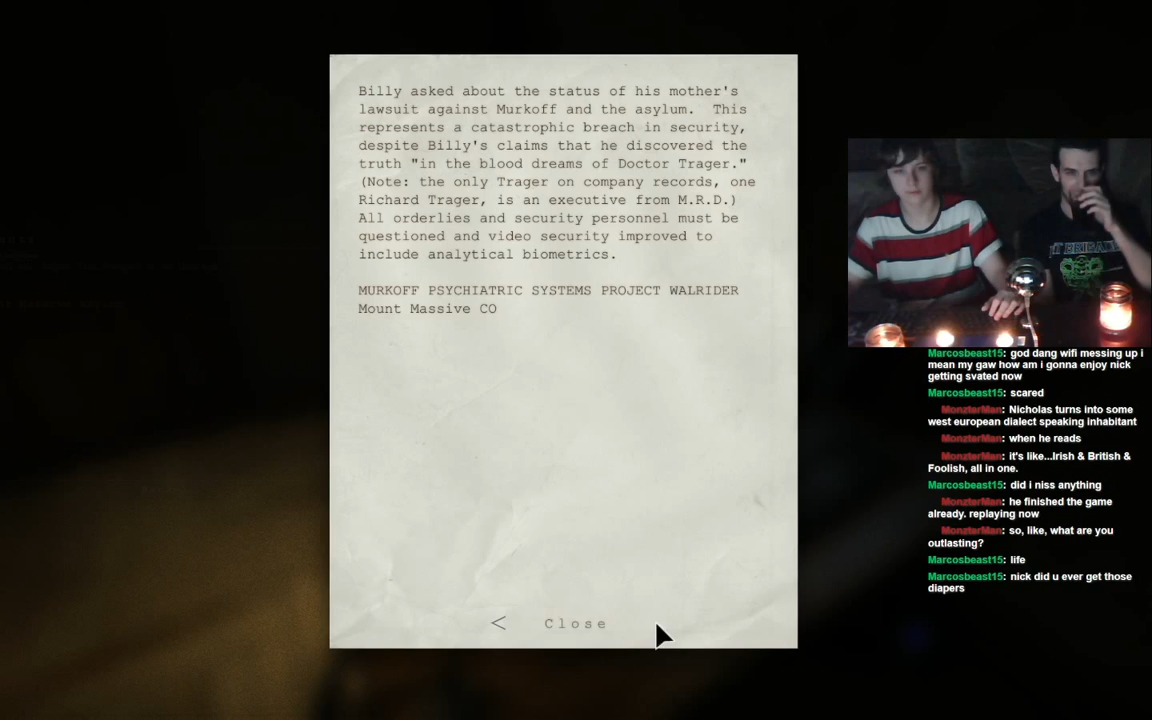 Billy asked about the status of his mother's
lawsuit against Murkoff and the asylum.  This
represents a catastrophic breach in security,
despite Billy's claims that he discovered the
truth "in the blood dreams of Doctor Trager."
(Note: the only Trager on company records, one
Richard Trager, is an executive from M.R.D.)
All orderlies and security personnel must be
questioned and video security improved to
include analytical biometrics.
MURKOFF PSYCHIATRIC SYSTEMS PROJECT WALRIDER
Mount Massive CO
< Close
Marcosbeast15: god dang wifi messing up i
mean my gaw how am i gonna enjoy nick
getting svated now
Marcosbeast15: scared
MonzterMan: Nicholas turns into some
west european dialect speaking inhabitant
MonzterMan: when he reads
MonzterMan: it's like...Irish & British &
Foolish, all in one.
Marcosbeast15: did i niss anything
MonzterMan: he finished the game
already. replaying now
MonzterMan: so, like, what are you
outlasting?
Marcosbeast15: life
Marcosbeast15: nick did u ever get those
diapers